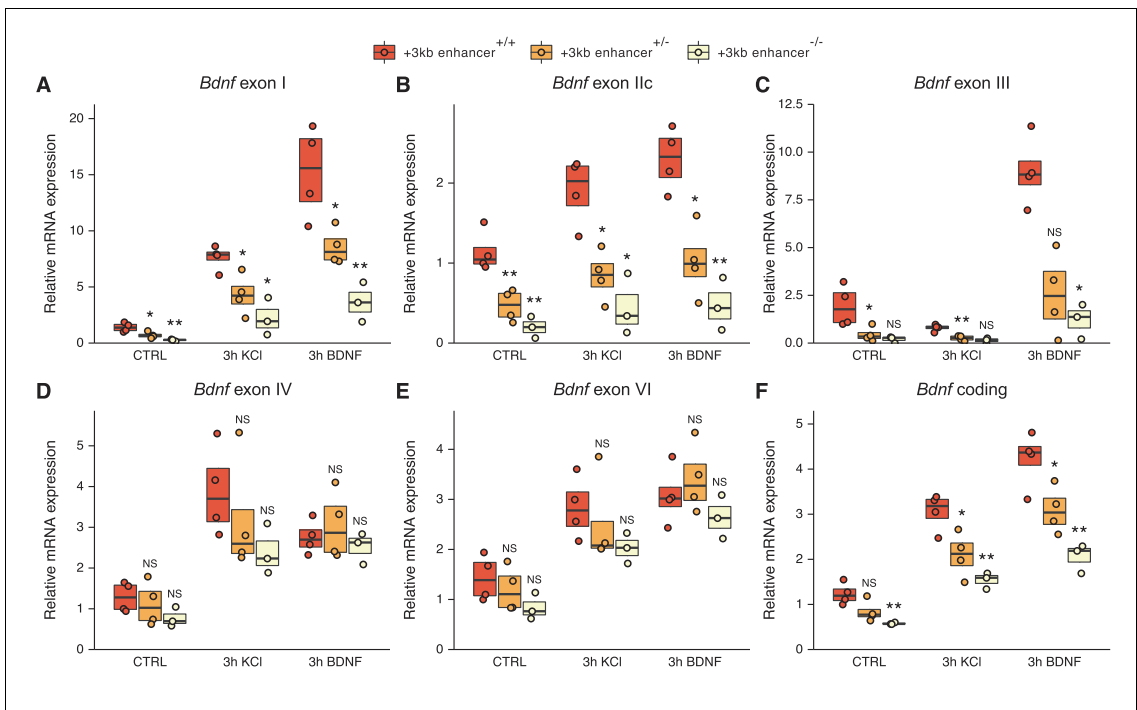 +3kb enhancer+/+ +3kb enhancer+/- +3kb enhancer-/-
A Bdnf exon I
Relative mRNA expression
20
15
10
5
0
* ** * * * **
CTRL 3h KCl 3h BDNF
B Bdnf exon IIc
Relative mRNA expression
2
1
0
** ** * * * **
CTRL 3h KCl 3h BDNF
C Bdnf exon III
Relative mRNA expression
12.5
10.0
7.5
5.0
2.5
0.0
* NS ** NS NS *
CTRL 3h KCl 3h BDNF
D Bdnf exon IV
Relative mRNA expression
5
4
3
2
1
0
NS NS NS NS NS NS
CTRL 3h KCl 3h BDNF
E Bdnf exon VI
Relative mRNA expression
4
3
2
1
0
NS NS NS NS NS NS
CTRL 3h KCl 3h BDNF
F Bdnf coding
Relative mRNA expression
5
4
3
2
1
0
NS ** * ** * **
CTRL 3h KCl 3h BDNF